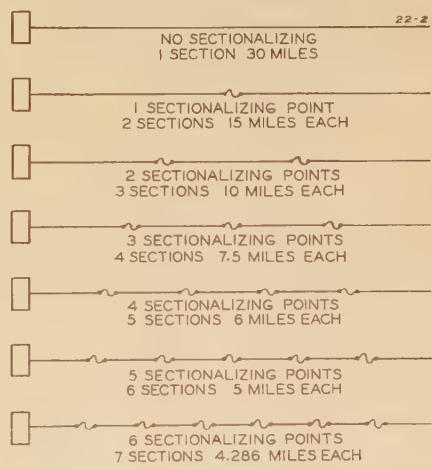 22-2
NO SECTIONALIZING
1 SECTION 30 MILES
1 SECTIONALIZING POINT
2 SECTIONS 15 MILES EACH
2 SECTIONALIZING POINTS
3 SECTIONS 10 MILES EACH
3 SECTIONALIZING POINTS
4 SECTIONS 7.5 MILES EACH
4 SECTIONALIZING POINTS
5 SECTIONS 6 MILES EACH
5 SECTIONALIZING POINTS
6 SECTIONS 5 MILES EACH
6 SECTIONALIZING POINTS
7 SECTIONS 4.286 MILES EACH